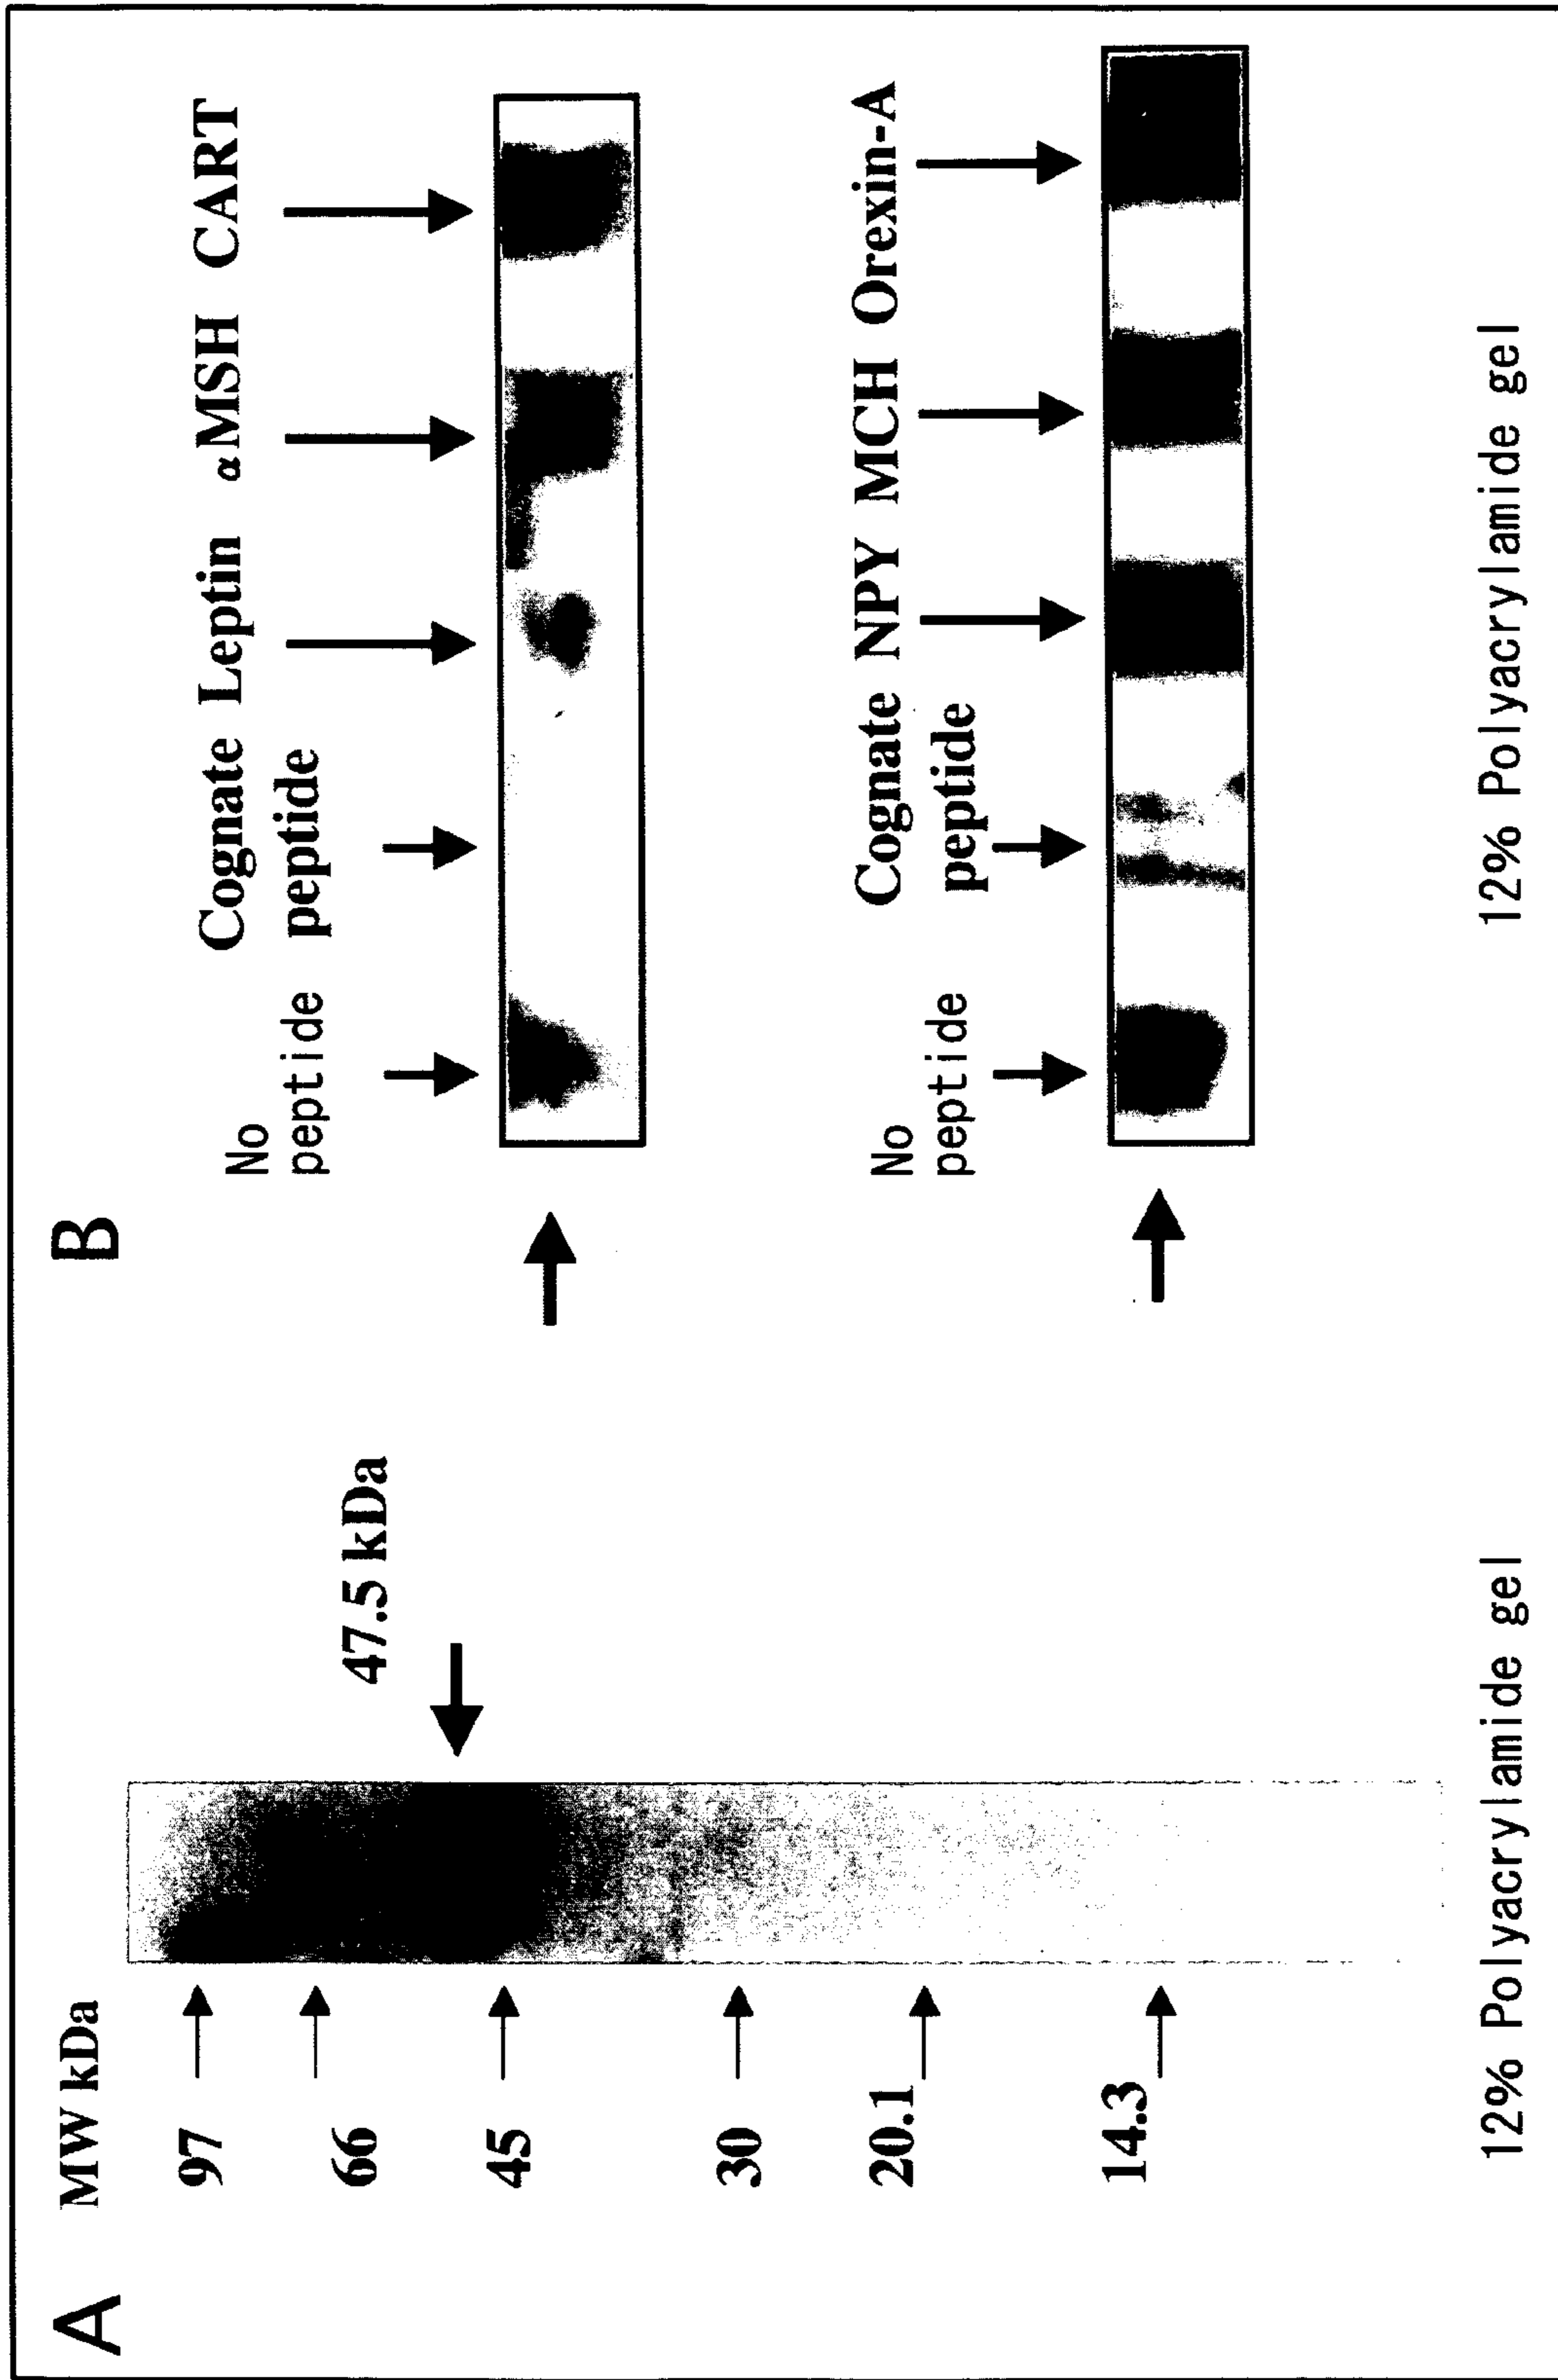 A
MW kDa
97
66
45
30
20.1
14.3
47.5 kDa
12% Polyacrylamide gel
B
No
peptide
Cognate
peptide
Leptin
αMSH
CART
No
peptide
Cognate
peptide
NPY
MCH
Orexin-A
12% Polyacrylamide gel